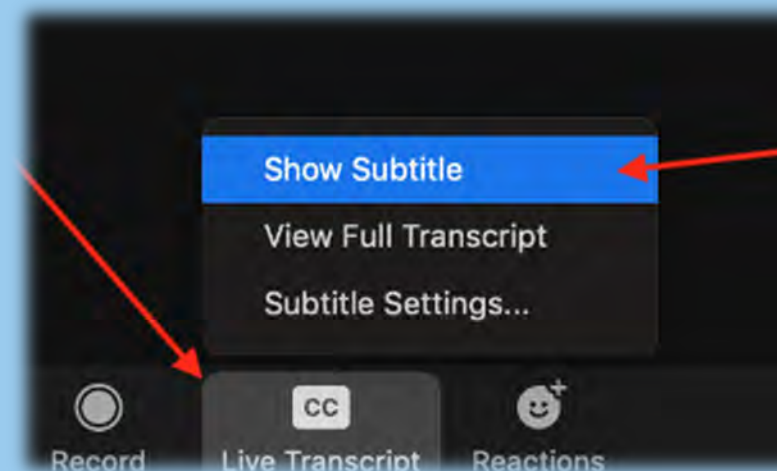 Show Subtitle
View Full Transcript
Subtitle Settings...
CC
Record Live Transcript Reactions